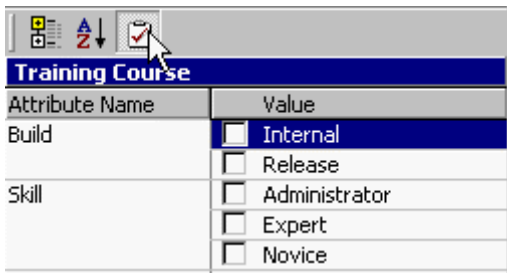 A Z
Training Course
Attribute Name Value
Build Internal
Release
Skill Administrator
Expert
Novice